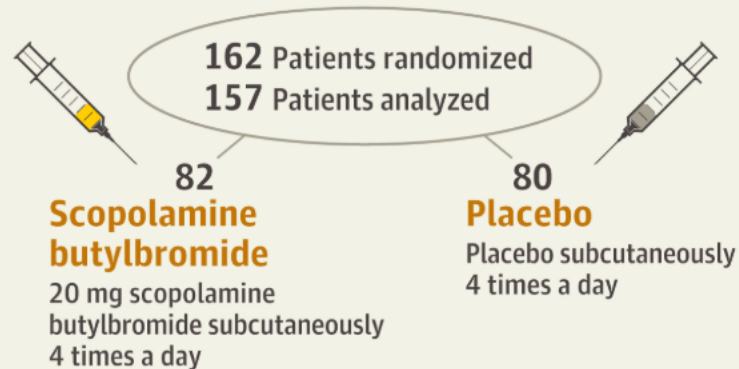 162 Patients randomized
157 Patients analyzed
82
Scopolamine
butylbromide
20 mg scopolamine
butylbromide subcutaneously
4 times a day
80
Placebo
Placebo subcutaneously
4 times a day